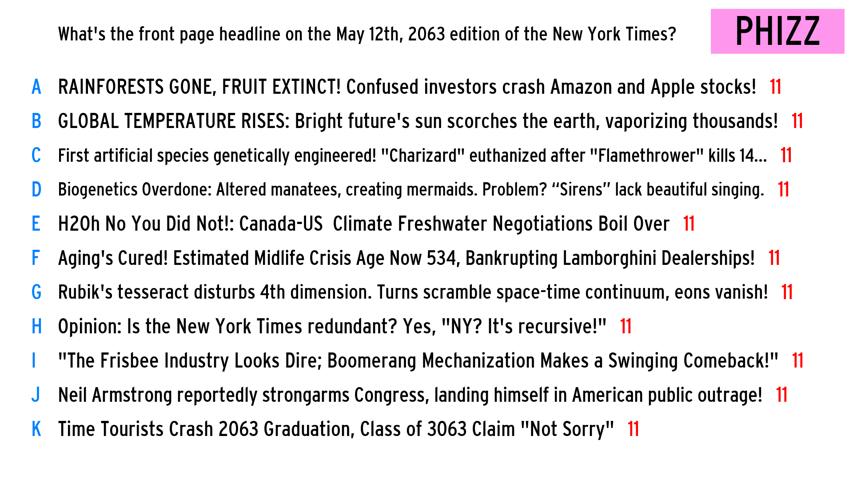 What's the front page headline on the May 12th, 2063 edition of the New York Times?
PHIZZ
A RAINFORESTS GONE, FRUIT EXTINCT! Confused investors crash Amazon and Apple stocks! 11
B GLOBAL TEMPERATURE RISES: Bright future's sun scorches the earth, vaporizing thousands! 11
C First artificial species genetically engineered! "Charizard" euthanized after "Flamethrower" kills 14... 11
D Biogenetics Overdone: Altered manatees, creating mermaids. Problem? “Sirens” lack beautiful singing. 11
E H2Oh No You Did Not!: Canada-US  Climate Freshwater Negotiations Boil Over 11
F Aging's Cured! Estimated Midlife Crisis Age Now 534, Bankrupting Lamborghini Dealerships! 11
G Rubik's tesseract disturbs 4th dimension. Turns scramble space-time continuum, eons vanish! 11
H Opinion: Is the New York Times redundant? Yes, "NY? It's recursive!" 11
I "The Frisbee Industry Looks Dire; Boomerang Mechanization Makes a Swinging Comeback!" 11
J Neil Armstrong reportedly strongarms Congress, landing himself in American public outrage! 11
K Time Tourists Crash 2063 Graduation, Class of 3063 Claim "Not Sorry" 11